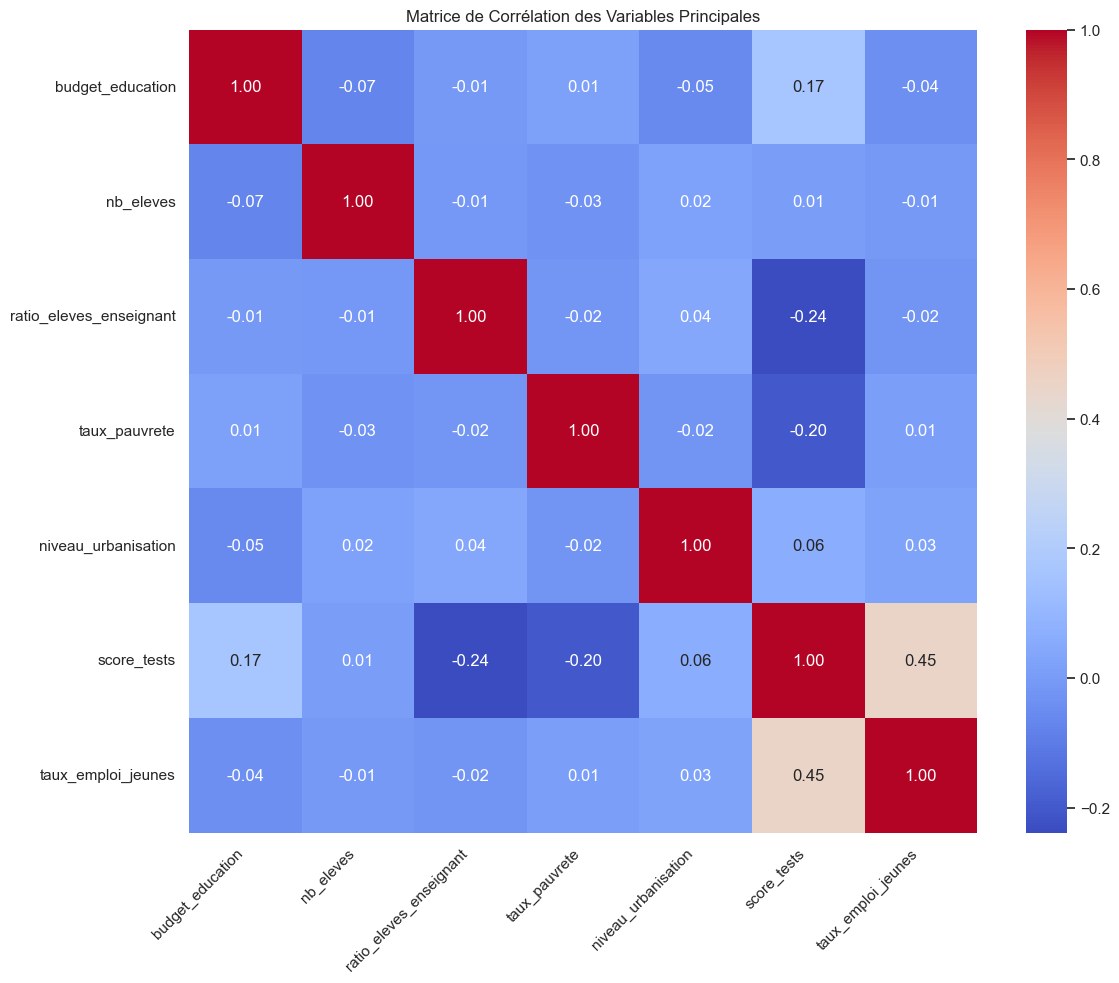 Matrice de Corrélation des Variables Principales
budget_education 1.00 -0.07 -0.01 0.01 -0.05 0.17 -0.04
nb_eleves -0.07 1.00 -0.01 -0.03 0.02 0.01 -0.01
ratio_eleves_enseignant -0.01 -0.01 1.00 -0.02 0.04 -0.24 -0.02
taux_pauvrete 0.01 -0.03 -0.02 1.00 -0.02 -0.20 0.01
niveau_urbanisation -0.05 0.02 0.04 -0.02 1.00 0.06 0.03
score_tests 0.17 0.01 -0.24 -0.20 0.06 1.00 0.45
taux_emploi_jeunes -0.04 -0.01 -0.02 0.01 0.03 0.45 1.00
budget_education
nb_eleves
ratio_eleves_enseignant
taux_pauvrete
niveau_urbanisation
score_tests
taux_emploi_jeunes
1.0
0.8
0.6
0.4
0.2
0.0
−0.2